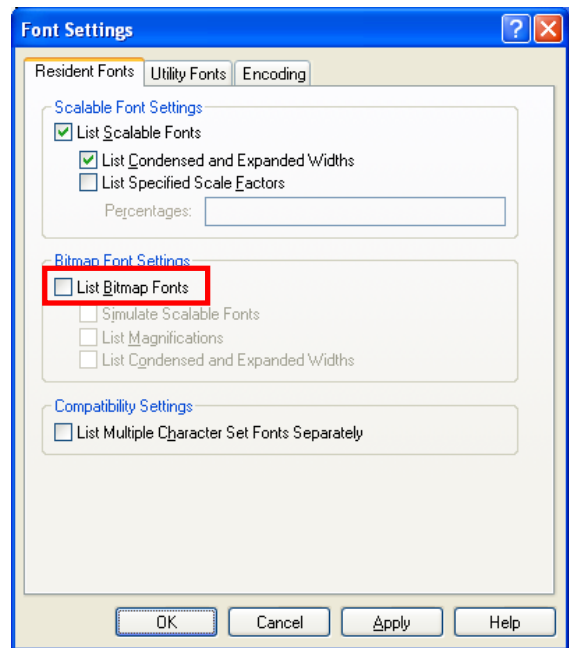 Font Settings
Resident Fonts Utility Fonts Encoding
Scalable Font Settings
List Scalable Fonts
List Condensed and Expanded Widths
List Specified Scale Factors
Percentages:
Bitmap Font Settings
List Bitmap Fonts
Simulate Scalable Fonts
List Magnifications
List Condensed and Expanded Widths
Compatibility Settings
List Multiple Character Set Fonts Separately
OK Cancel Apply Help